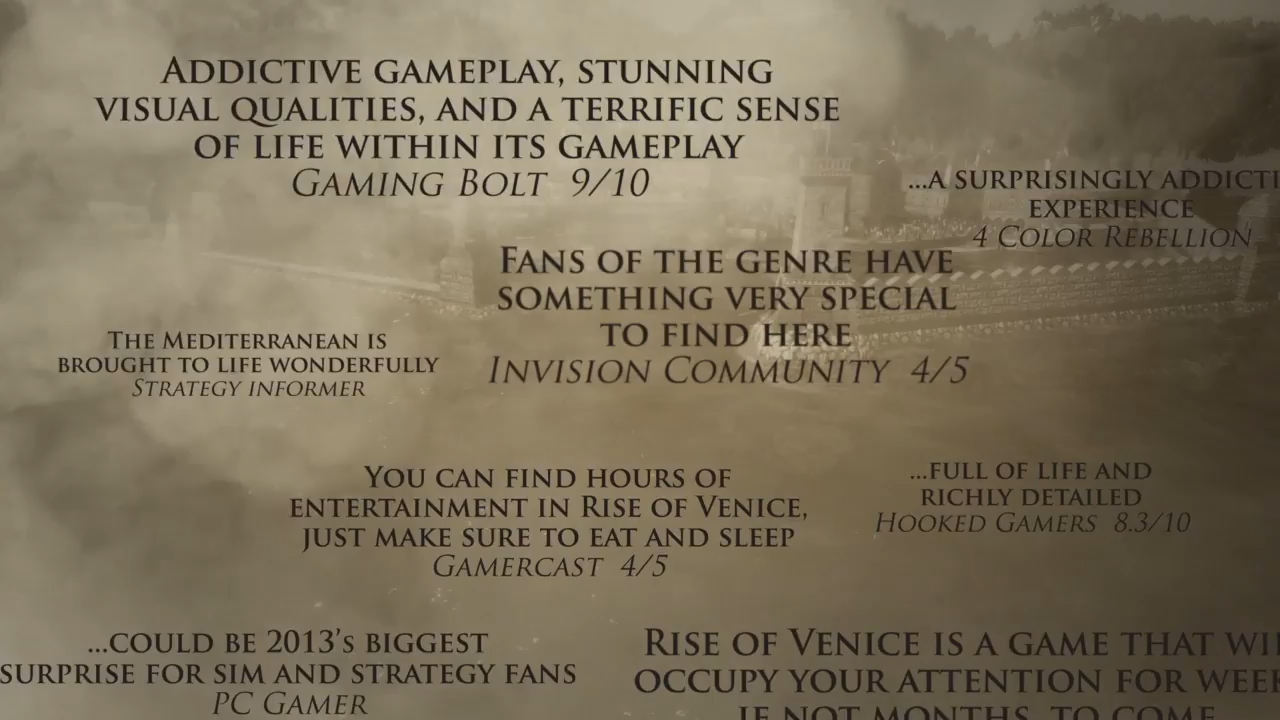 ADDICTIVE GAMEPLAY, STUNNING
VISUAL QUALITIES, AND A TERRIFIC SENSE
OF LIFE WITHIN ITS GAMEPLAY
GAMING BOLT 9/10
...A SURPRISINGLY
EXPERIENCE
4 COLOR REBELLION
FANS OF THE GENRE HAVE
SOMETHING VERY SPECIAL
TO FIND HERE
INVISION COMMUNITY 4/5
THE MEDITERRANEAN IS
BROUGHT TO LIFE WONDERFULLY
STRATEGY INFORMER
YOU CAN FIND HOURS OF
ENTERTAINMENT IN RISE OF VENICE,
JUST MAKE SURE TO EAT AND SLEEP
GAMERCAST 4/5
...FULL OF LIFE AND
RICHLY DETAILED
HOOKED GAMERS 8.3/10
...COULD BE 2013'S BIGGEST
SURPRISE FOR SIM AND STRATEGY FANS
PC GAMER
RISE OF VENICE IS A GAME THAT
OCCUPY YOUR ATTENTION FOR
IF NOT MONTHS, TO COME